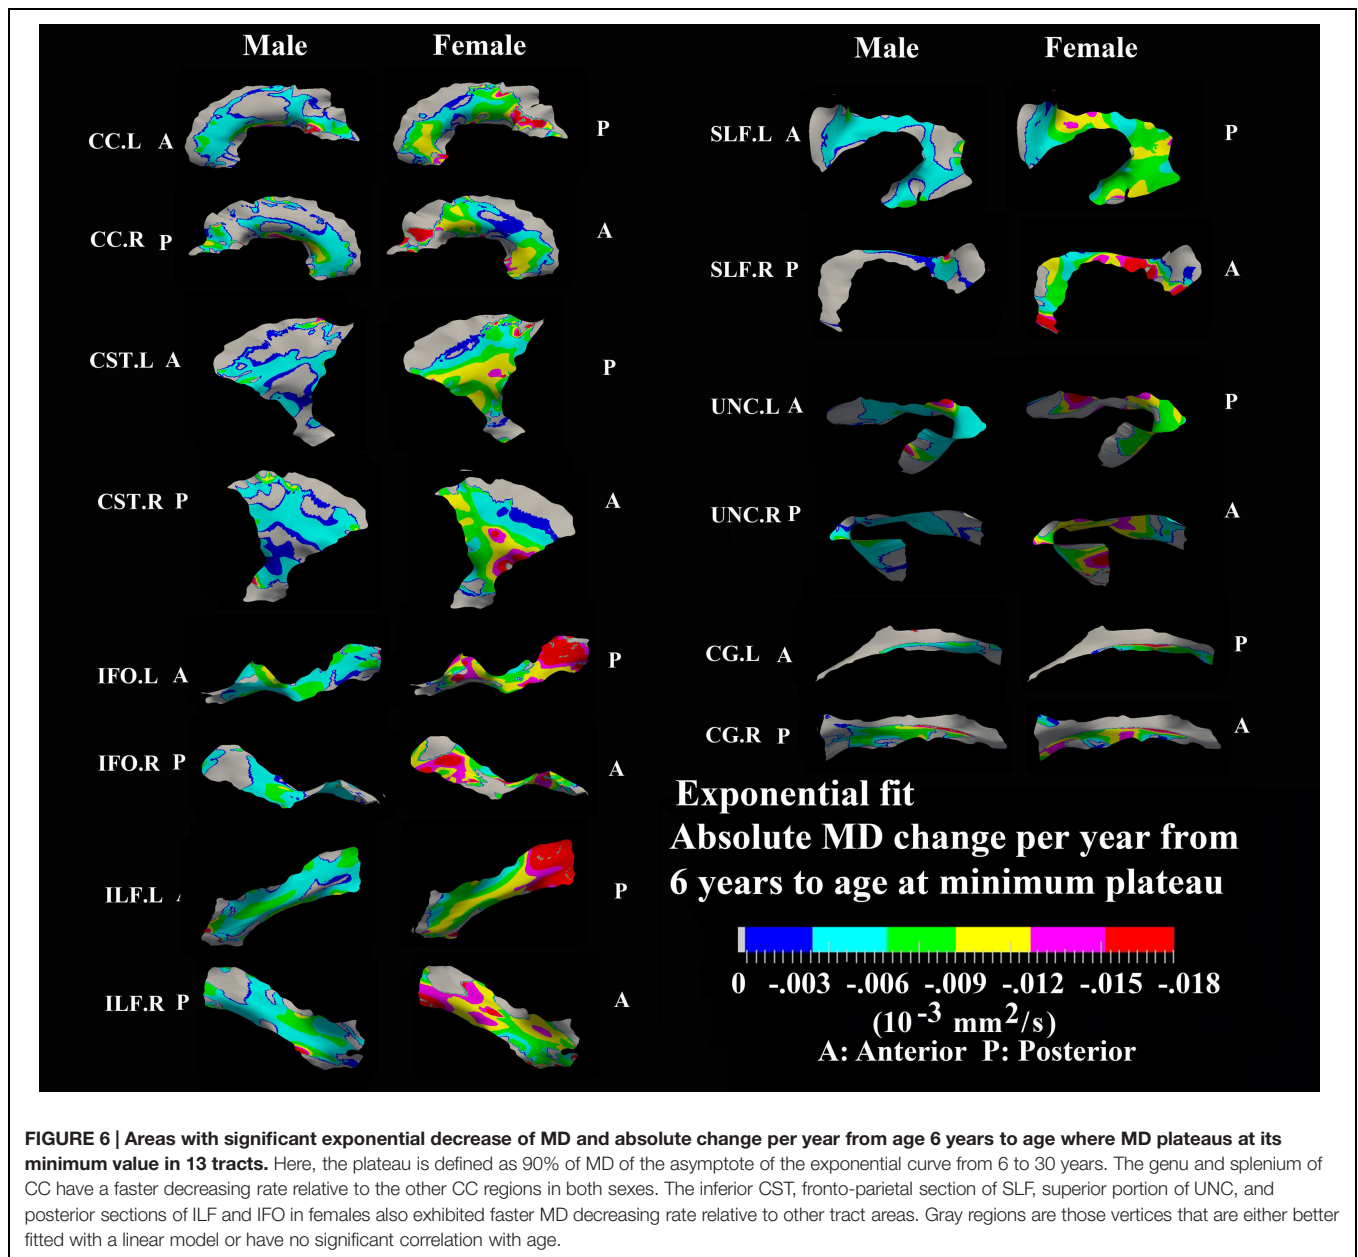 Male Female
CC.L A P
CC.R P A
CST.L A P
CST.R P A
IFO.L A P
IFO.R P A
ILF.L P
ILF.R P A
Male Female
SLF.L A P
SLF.R P A
UNC.L A P
UNC.R P A
CG.L A P
CG.R P A
Exponential fit
Absolute MD change per year from
6 years to age at minimum plateau
0 -.003 -.006 -.009 -.012 -.015 -.018
(10⁻³ mm²/s)
A: Anterior P: Posterior
FIGURE 6 | Areas with significant exponential decrease of MD and absolute change per year from age 6 years to age where MD plateaus at its
minimum value in 13 tracts. Here, the plateau is defined as 90% of MD of the asymptote of the exponential curve from 6 to 30 years. The genu and splenium of
CC have a faster decreasing rate relative to the other CC regions in both sexes. The inferior CST, fronto-parietal section of SLF, superior portion of UNC, and
posterior sections of ILF and IFO in females also exhibited faster MD decreasing rate relative to other tract areas. Gray regions are those vertices that are either better
fitted with a linear model or have no significant correlation with age.